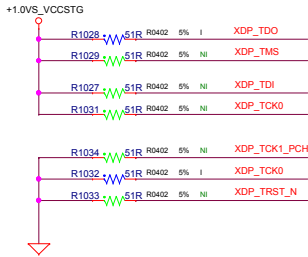 +1.0VS_VCCSTG
R1028 51R R0402 5% I XDP_TDO
R1029 51R R0402 5% NI XDP_TMS
R1027 51R R0402 5% NI XDP_TDI
R1031 51R R0402 5% NI XDP_TCK0
R1034 51R R0402 5% NI XDP_TCK1_PCH
R1032 51R R0402 5% I XDP_TCK0
R1033 51R R0402 5% NI XDP_TRST_N